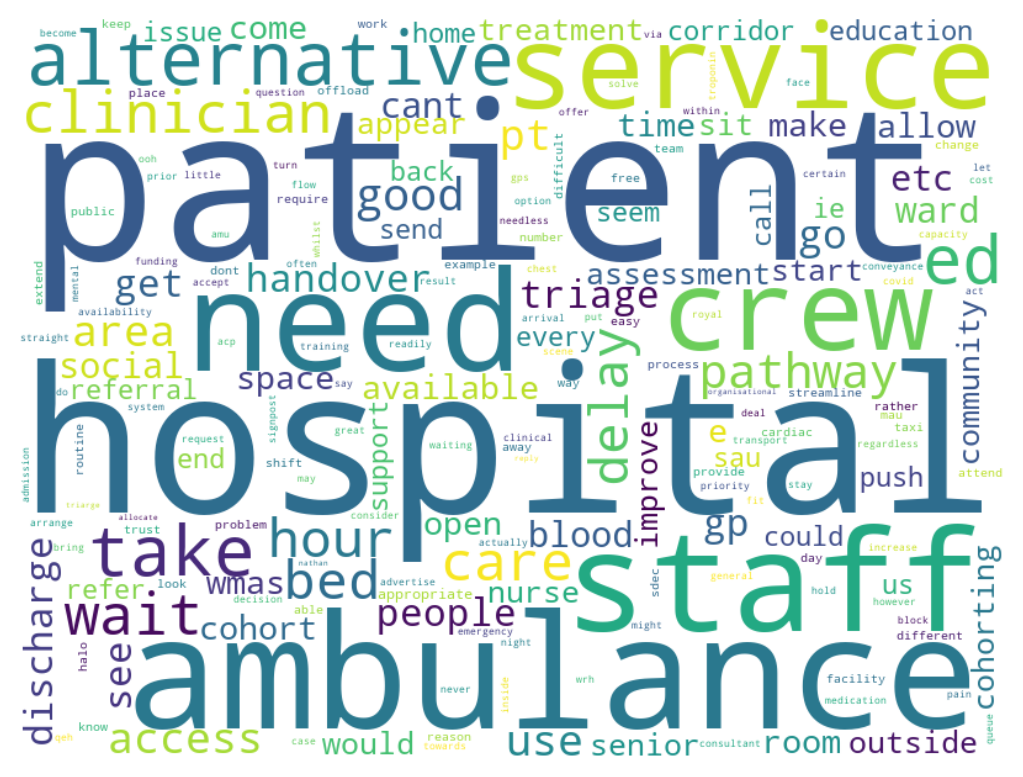 become keep issue come work home treatment via corridor education
alternative service
place question offload solve troponin face
clinician cant appear pt offer within time sit make allow
patient
ooh turn back difficult team certain change let cost
prior little flow require good gps free option etc
public send needless seem call ie ward
amu whilst number go capacity
extend mental funding dont often example chest assessment start conveyance ed
get accept handover result covid act
availability need triage arrival put easy royal crew
straight area acp training readily every scene process
social space say available delay way pathway community
do referral system signpost great support organisational streamline rather
hospital
routine request waiting clinical deal cardiac mau taxi
end shift away e transport regardless
admission may reply improve sau provide stay push attend
triarge consider priority fit
arrange allocate problem open blood gp could day increase
bring trust hour actually
take nathan care staff
discharge refer look wmas bed advertise appropriate nurse sdec general hold us however
decision able people might block
wait cohort emergency different cohorting
halo see night
ambulance
never inside wrh facility pain medication
know access case would reason towards use senior consultant room outside queue
qeh